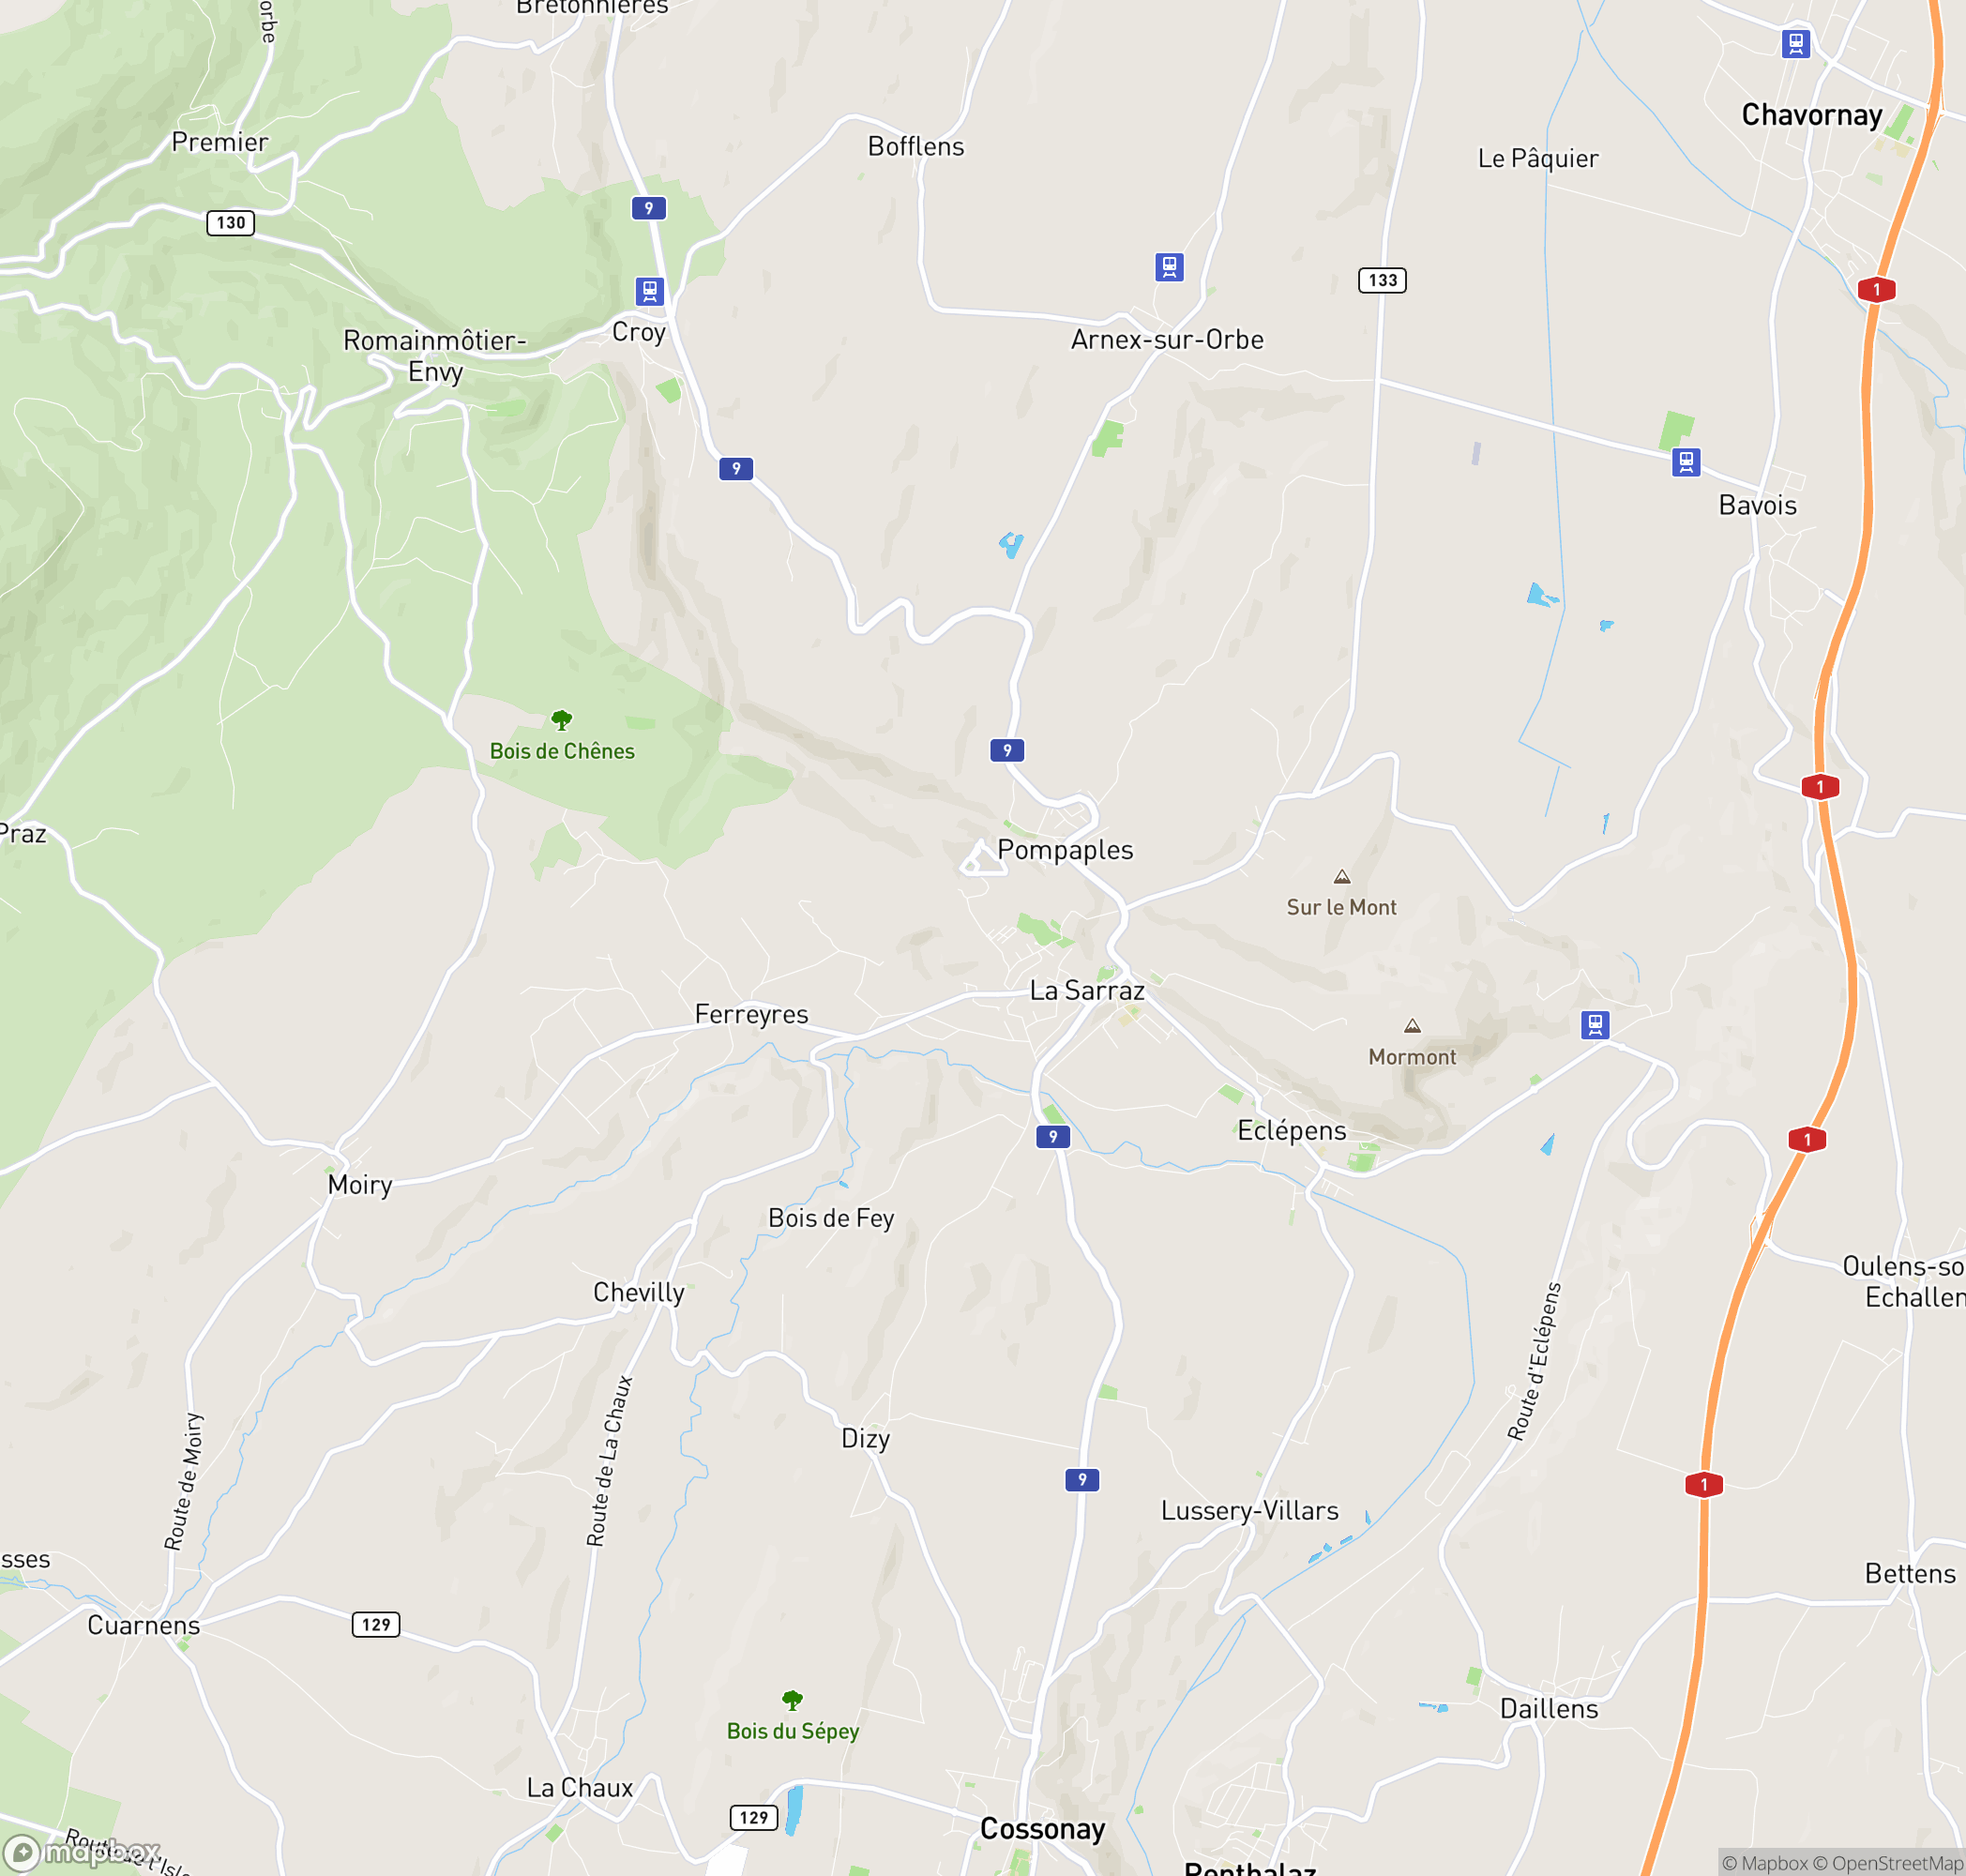 Bretonnières
orbe
Chavornay
Premier
Bofflens
Le Pâquier
9
130
133
1
Croy
Romainmôtier-
Envy
Arnex-sur-Orbe
9
Bavois
Bois de Chênes
9
1
Praz
Pompaples
Sur le Mont
La Sarraz
Ferreyres
Mormont
Eclépens
9
1
Moiry
Bois de Fey
Oulens-so
Echallen
Chevilly
Route d'Eclépens
Route de La Chaux
Route de Moiry
Dizy
9
1
Lussery-Villars
sses
Bettens
Cuarnens
129
Daillens
Bois du Sépey
La Chaux
129
Cossonay
Route de l'Isle
mapbox
Penthalaz
© Mapbox © OpenStreetMap